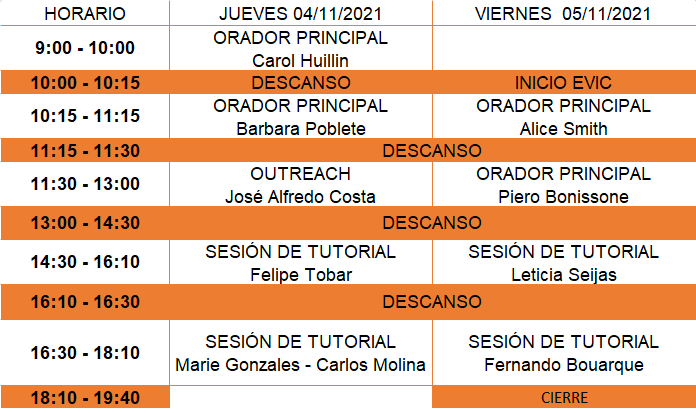 HORARIO JUEVES 04/11/2021 VIERNES 05/11/2021
9:00 - 10:00 ORADOR PRINCIPAL
Carol Huillin
10:00 - 10:15 DESCANSO INICIO EVIC
10:15 - 11:15 ORADOR PRINCIPAL ORADOR PRINCIPAL
Barbara Poblete Alice Smith
11:15 - 11:30 DESCANSO
11:30 - 13:00 OUTREACH ORADOR PRINCIPAL
José Alfredo Costa Piero Bonissone
13:00 - 14:30 DESCANSO
14:30 - 16:10 SESIÓN DE TUTORIAL SESIÓN DE TUTORIAL
Felipe Tobar Leticia Seijas
16:10 - 16:30 DESCANSO
16:30 - 18:10 SESIÓN DE TUTORIAL SESIÓN DE TUTORIAL
Marie Gonzales - Carlos Molina Fernando Bouarque
18:10 - 19:40 CIERRE